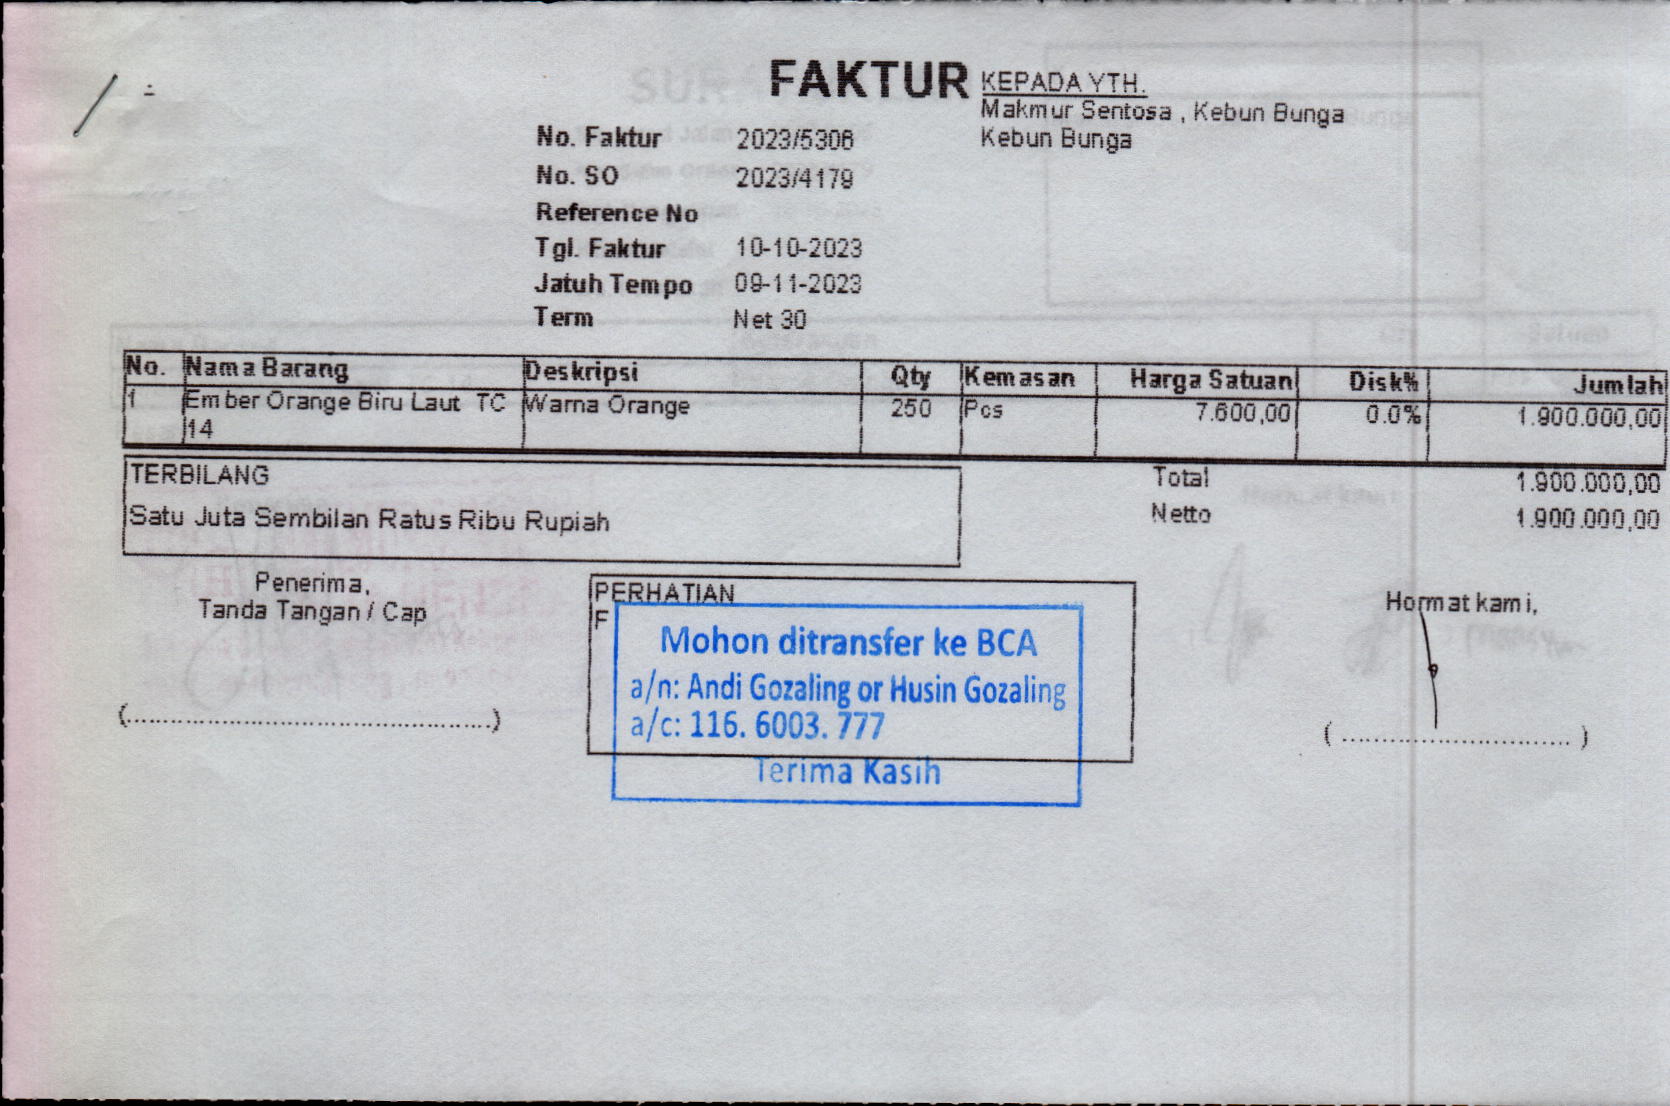 FAKTUR
KEPADA YTH.
Makmur Sentosa , Kebun Bunga
Kebun Bunga
No. Faktur 2023/5306
No. SO 2023/4179
Reference No
Tgl. Faktur 10-10-2023
Jatuh Tempo 09-11-2023
Term Net 30
No. Nama Barang Deskripsi Qty Kemasan Harga Satuan Disk% Jumlah
1 Ember Orange Biru Laut TC Warna Orange 250 Pcs 7.600,00 0.0% 1.900.000,00
14
TERBILANG
Satu Juta Sembilan Ratus Ribu Rupiah
Total 1.900.000,00
Netto 1.900.000,00
Penerima,
Tanda Tangan / Cap
(....................................................)
PERHATIAN
F
Mohon ditransfer ke BCA
a/n: Andi Gozaling or Husin Gozaling
a/c: 116. 6003. 777
Terima Kasih
Hormat kami,
( ................................. )